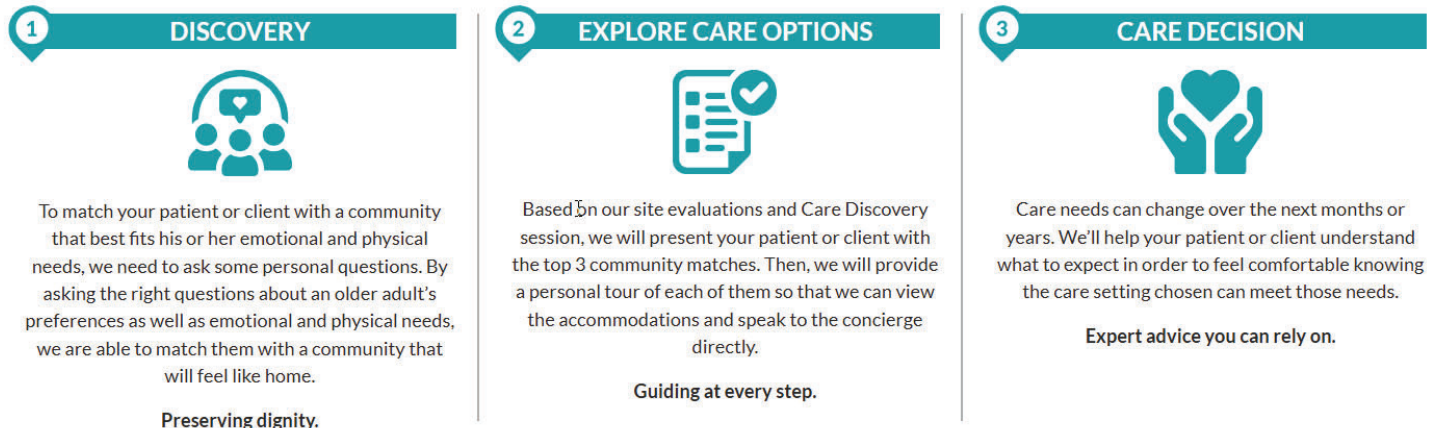 1
DISCOVERY
To match your patient or client with a community
that best fits his or her emotional and physical
needs, we need to ask some personal questions. By
asking the right questions about an older adult's
preferences as well as emotional and physical needs,
we are able to match them with a community that
will feel like home.
Preserving dignity.
2
EXPLORE CARE OPTIONS
Based on our site evaluations and Care Discovery
session, we will present your patient or client with
the top 3 community matches. Then, we will provide
a personal tour of each of them so that we can view
the accommodations and speak to the concierge
directly.
Guiding at every step.
3
CARE DECISION
Care needs can change over the next months or
years. We'll help your patient or client understand
what to expect in order to feel comfortable knowing
the care setting chosen can meet those needs.
Expert advice you can rely on.